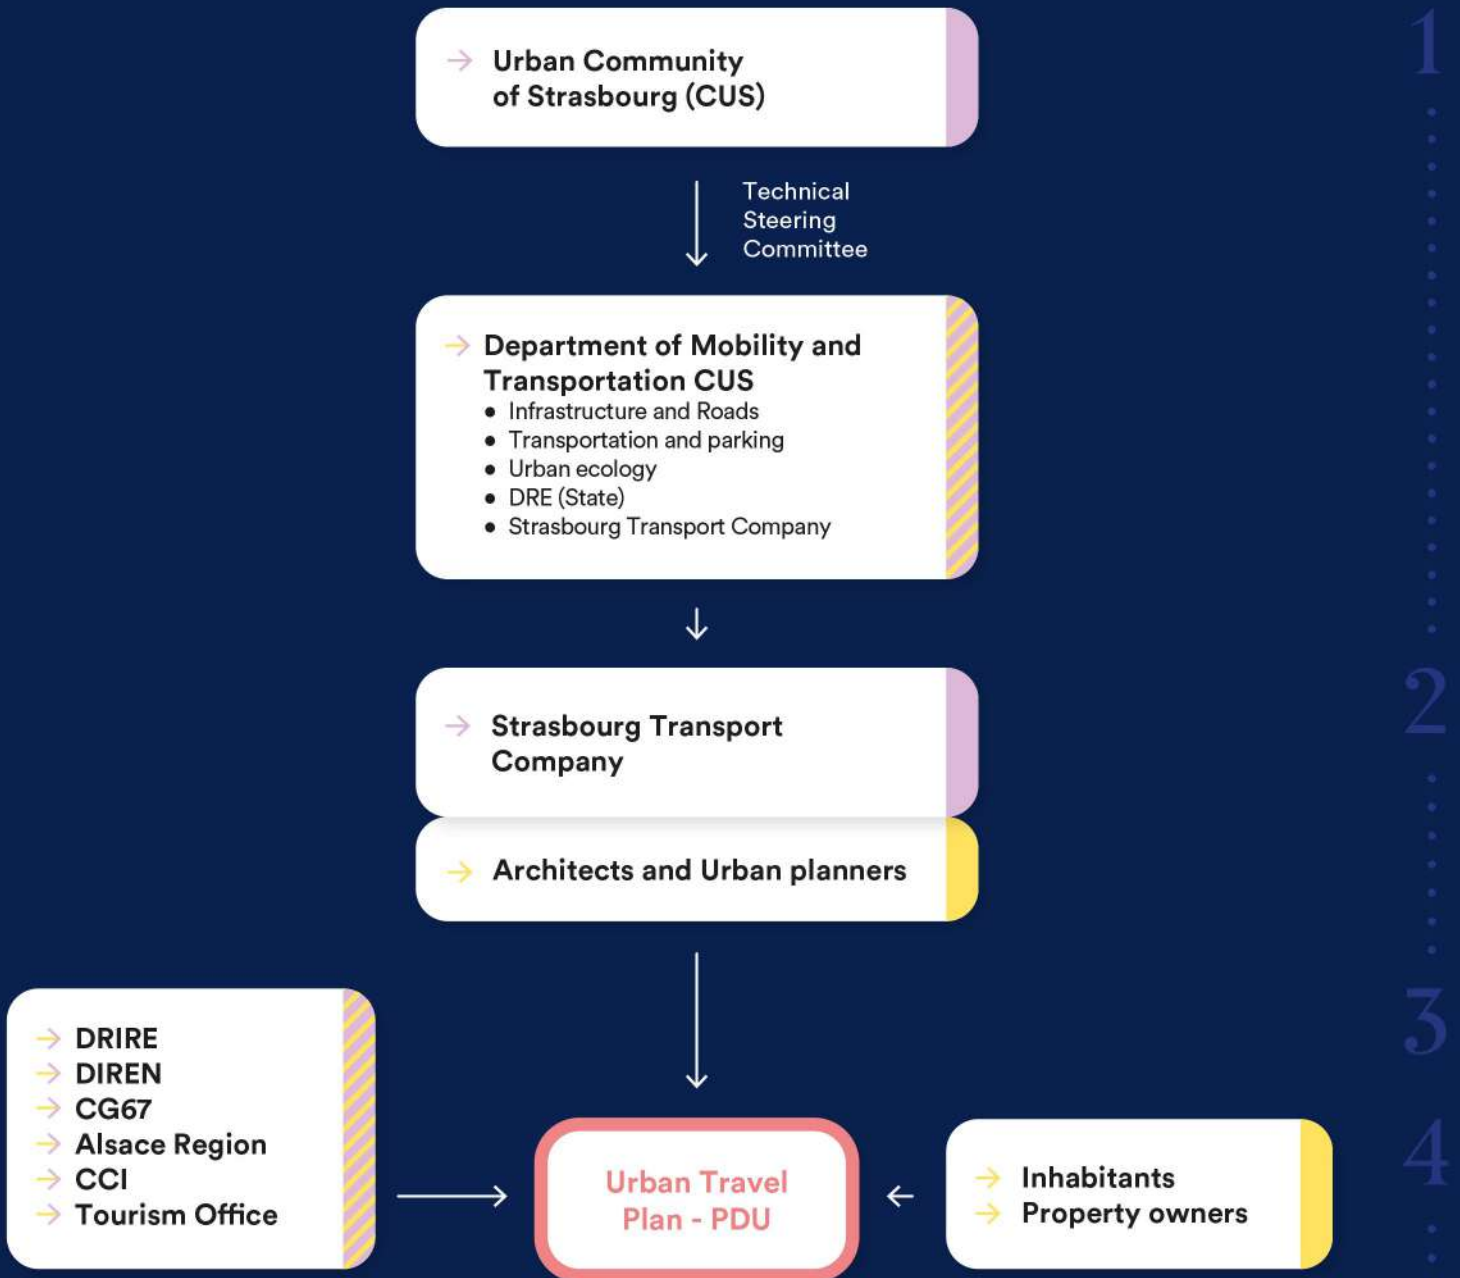 1
Urban Community
of Strasbourg (CUS)
Technical
Steering
Committee
Department of Mobility and
Transportation CUS
• Infrastructure and Roads
• Transportation and parking
• Urban ecology
• DRE (State)
• Strasbourg Transport Company
2
Strasbourg Transport
Company
Architects and Urban planners
3
DRIRE
DIREN
CG67
Alsace Region
CCI
Tourism Office
Urban Travel
Plan - PDU
Inhabitants
Property owners
4